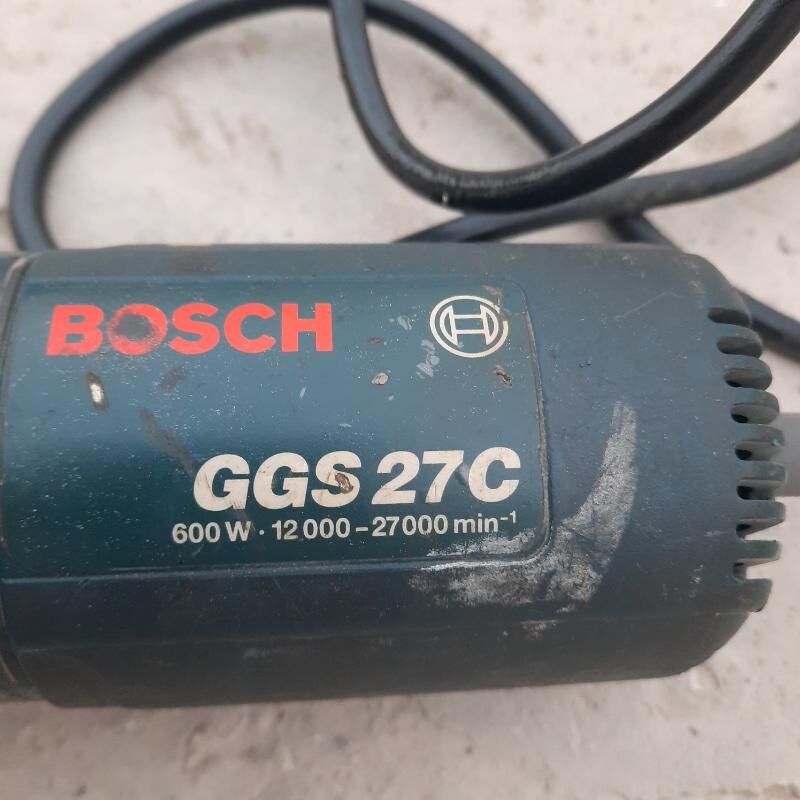 BOSCH
GGS 27C
600 W · 12 000 – 27 000 min⁻¹